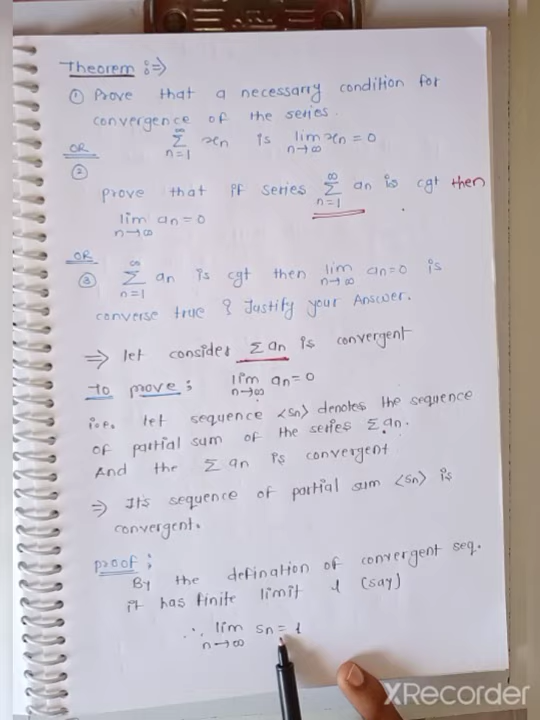 Theorem :⇒
① Prove that a necessarry condition for
convergence of the series.
∞∑n=1 xn is lim n→∞ xn = 0
OR
②
prove that if series ∞∑n=1 an is cgt then
lim n→∞ an = 0
OR
③ ∞∑n=1 an is cgt then lim n→∞ an = 0 is
converse true ? Justify your Answer.
⇒ let consider ∑an is convergent
To prove : lim n→∞ an = 0
i.e. let sequence <sn> denotes the sequence
of partial sum of the series ∑an.
And the ∑an is convergent
⇒ It's sequence of partial sum <sn> is
convergent.
proof :
By the defination of convergent seq.
it has finite limit l (say)
∴ lim n→∞ sn = l
XRecorder